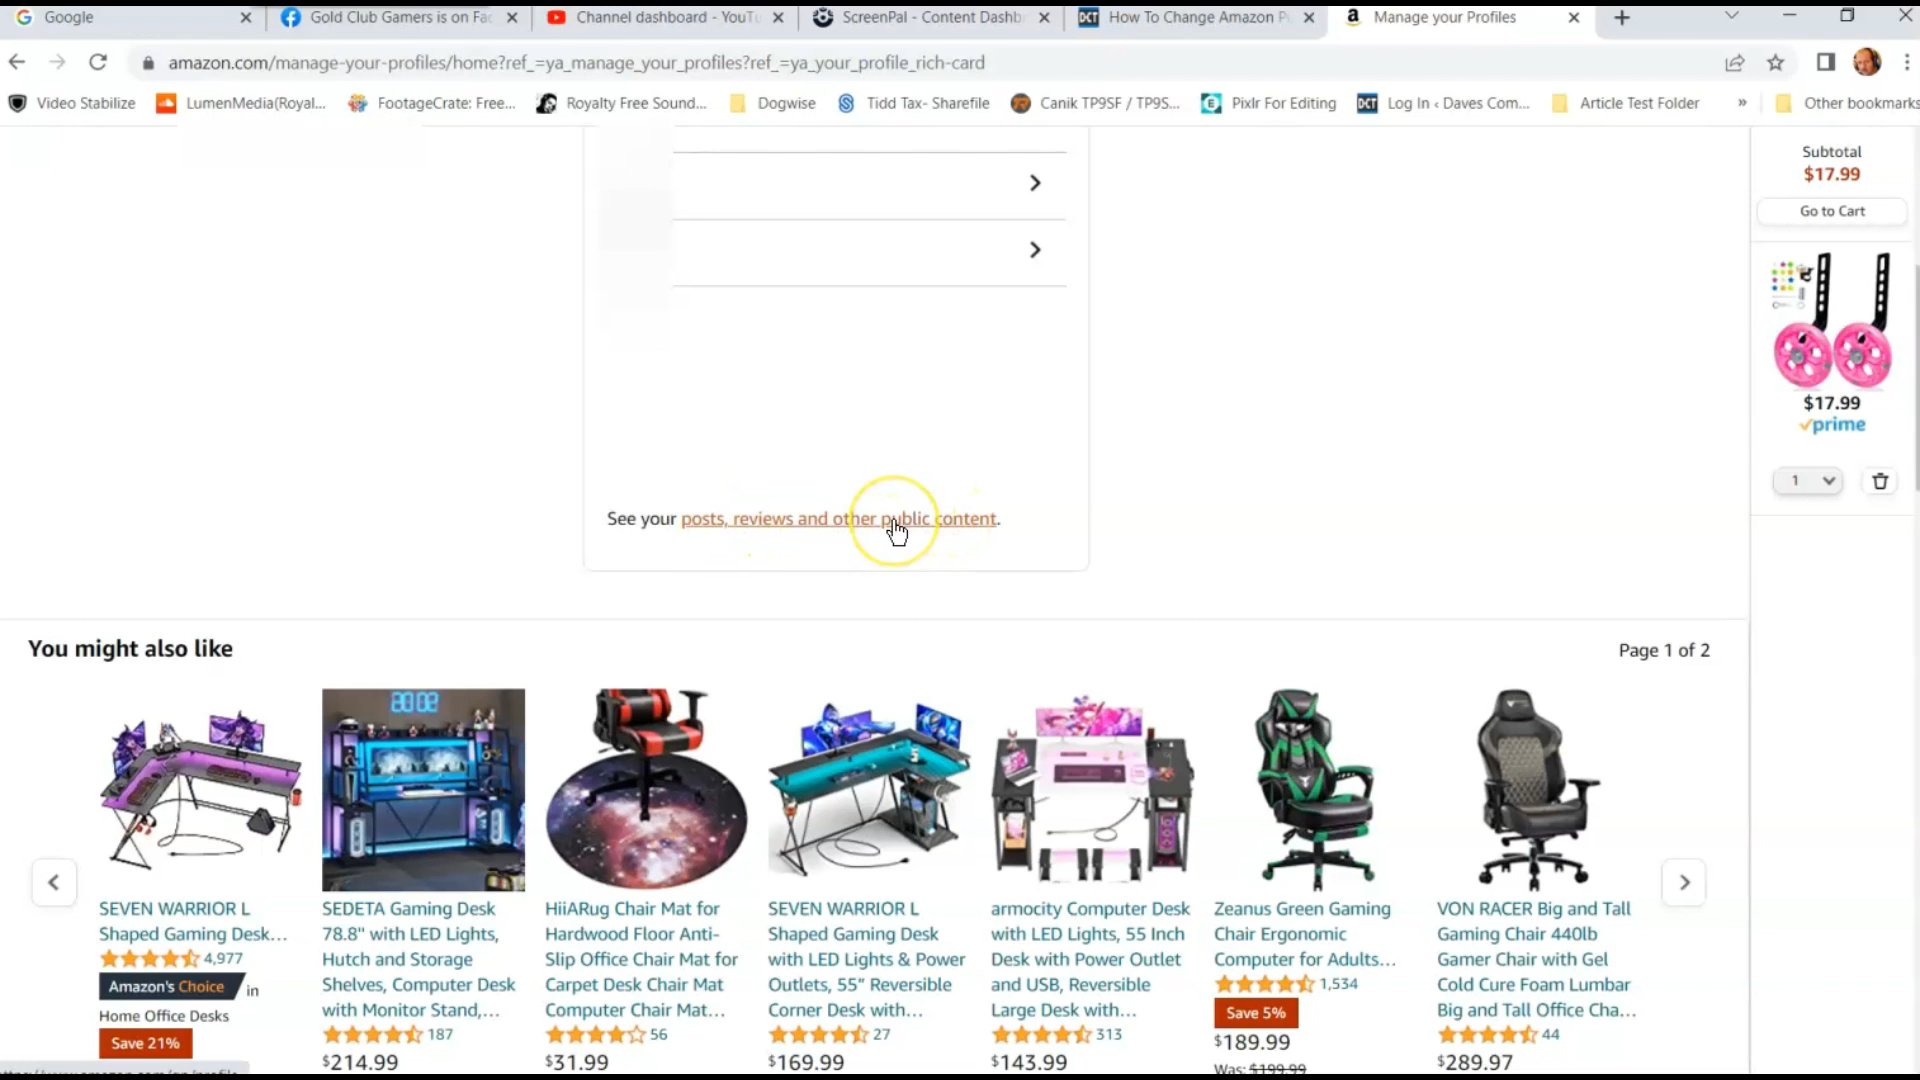 Google
Gold Club Gamers is on Fac
Channel dashboard - YouTu
ScreenPal - Content Dashb
DCT How To Change Amazon P
a Manage your Profiles
amazon.com/manage-your-profiles/home?ref_=ya_manage_your_profiles?ref_=ya_your_profile_rich-card
Video Stabilize
LumenMedia(Royal...
FootageCrate: Free...
Royalty Free Sound...
Dogwise
Tidd Tax- Sharefile
Canik TP9SF / TP9S...
Pixlr For Editing
DCT Log In ‹ Daves Com...
Article Test Folder
»
Other bookmarks
Subtotal
$17.99
Go to Cart
$17.99
prime
1
See your posts, reviews and other public content.
You might also like
Page 1 of 2
SEVEN WARRIOR L
Shaped Gaming Desk...
4,977
Amazon's Choice in
Home Office Desks
Save 21%
SEDETA Gaming Desk
78.8" with LED Lights,
Hutch and Storage
Shelves, Computer Desk
with Monitor Stand,...
187
$214.99
HiiARug Chair Mat for
Hardwood Floor Anti-
Slip Office Chair Mat for
Carpet Desk Chair Mat
Computer Chair Mat...
56
$31.99
SEVEN WARRIOR L
Shaped Gaming Desk
with LED Lights & Power
Outlets, 55” Reversible
Corner Desk with...
27
$169.99
armocity Computer Desk
with LED Lights, 55 Inch
Desk with Power Outlet
and USB, Reversible
Large Desk with...
313
$143.99
Zeanus Green Gaming
Chair Ergonomic
Computer for Adults...
1,534
Save 5%
$189.99
Was: $199.99
VON RACER Big and Tall
Gaming Chair 440lb
Gamer Chair with Gel
Cold Cure Foam Lumbar
Big and Tall Office Cha...
44
$289.97